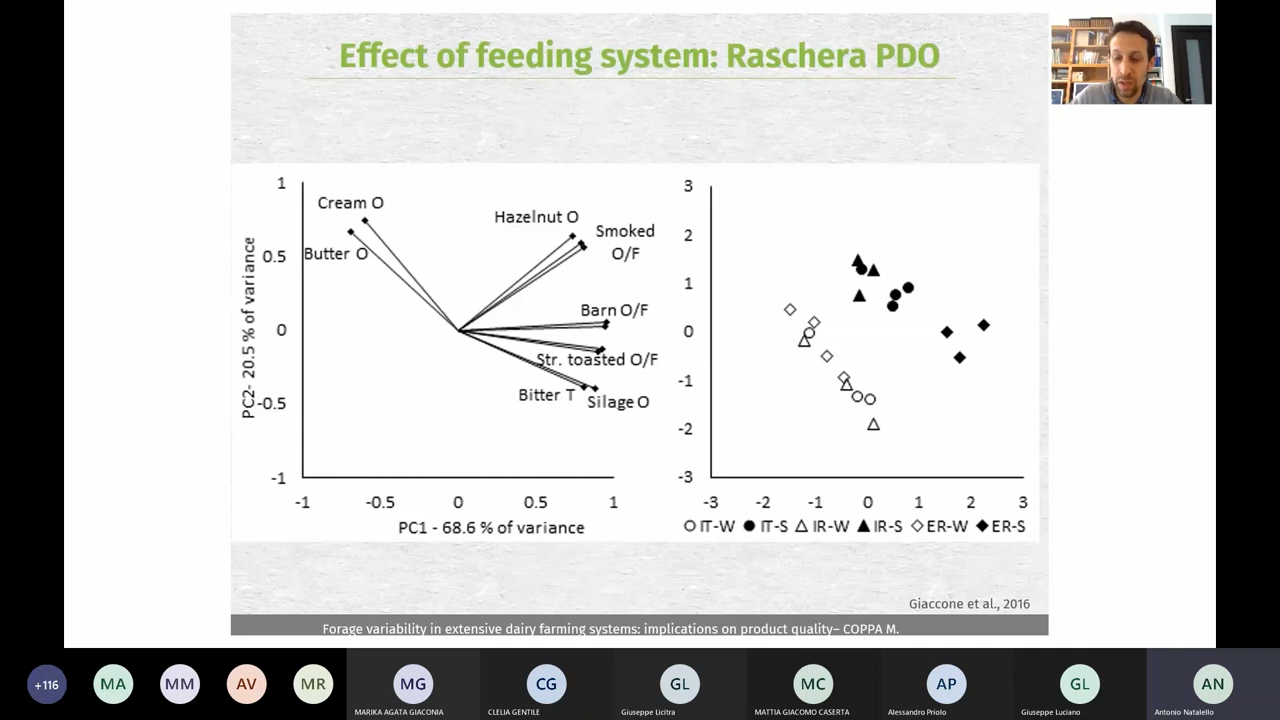 Effect of feeding system: Raschera PDO
1
0.5
0
-0.5
-1
PC2- 20.5 % of variance
Cream O
Butter O
Hazelnut O
Smoked
O/F
Barn O/F
Str. toasted O/F
Bitter T
Silage O
-1 -0.5 0 0.5 1
PC1 - 68.6 % of variance
3
2
1
0
-1
-2
-3
-3 -2 -1 0 1 2 3
IT-W IT-S IR-W IR-S ER-W ER-S
Giaccone et al., 2016
Forage variability in extensive dairy farming systems: implications on product quality– COPPA M.
+116 MA MM AV MR MG CG GL MC AP GL AN
MARIKA AGATA GIACONIA CLELIA GENTILE Giuseppe Licitra MATTIA GIACOMO CASERTA Alessandro Priolo Giuseppe Luciano Antonio Natalello